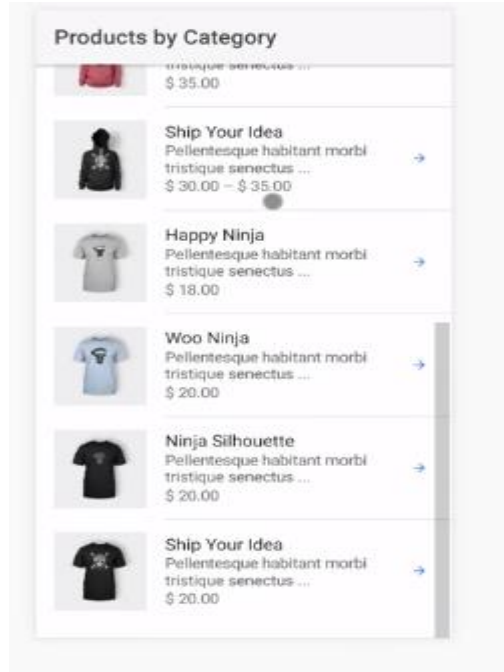 Products by Category
tristique senectus ...
$ 35.00
Ship Your Idea
Pellentesque habitant morbi
tristique senectus ...
$ 30.00 – $ 35.00
Happy Ninja
Pellentesque habitant morbi
tristique senectus ...
$ 18.00
Woo Ninja
Pellentesque habitant morbi
tristique senectus ...
$ 20.00
Ninja Silhouette
Pellentesque habitant morbi
tristique senectus ...
$ 20.00
Ship Your Idea
Pellentesque habitant morbi
tristique senectus ...
$ 20.00